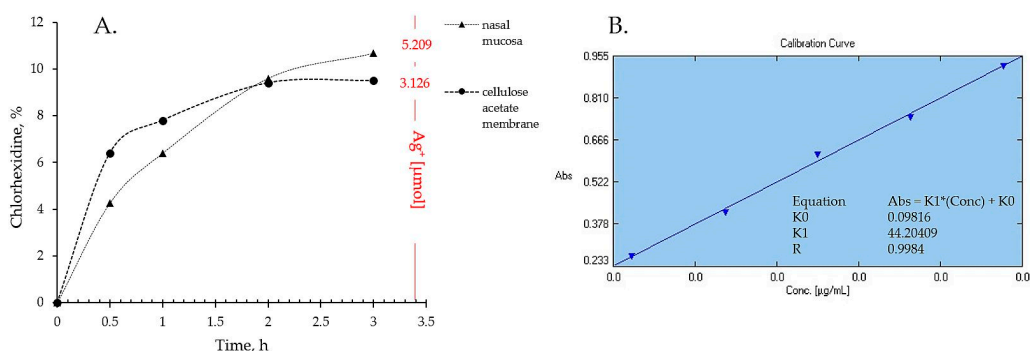 A.
12
10
8
6
4
2
0
Chlorhexidine, %
0
0.5
1
1.5
2
2.5
3
3.5
Time, h
5.209
3.126
Ag+ [µmol]
nasal
mucosa
cellulose
acetate
membrane
B.
Calibration Curve
0.955
0.810
0.666
0.522
0.378
0.233
Abs
Equation Abs = K1*(Conc) + K0
K0 0.09816
K1 44.20409
R 0.9984
0.0 0.0 0.0 0.0 0.0 0.0
Conc. [µg/mL]